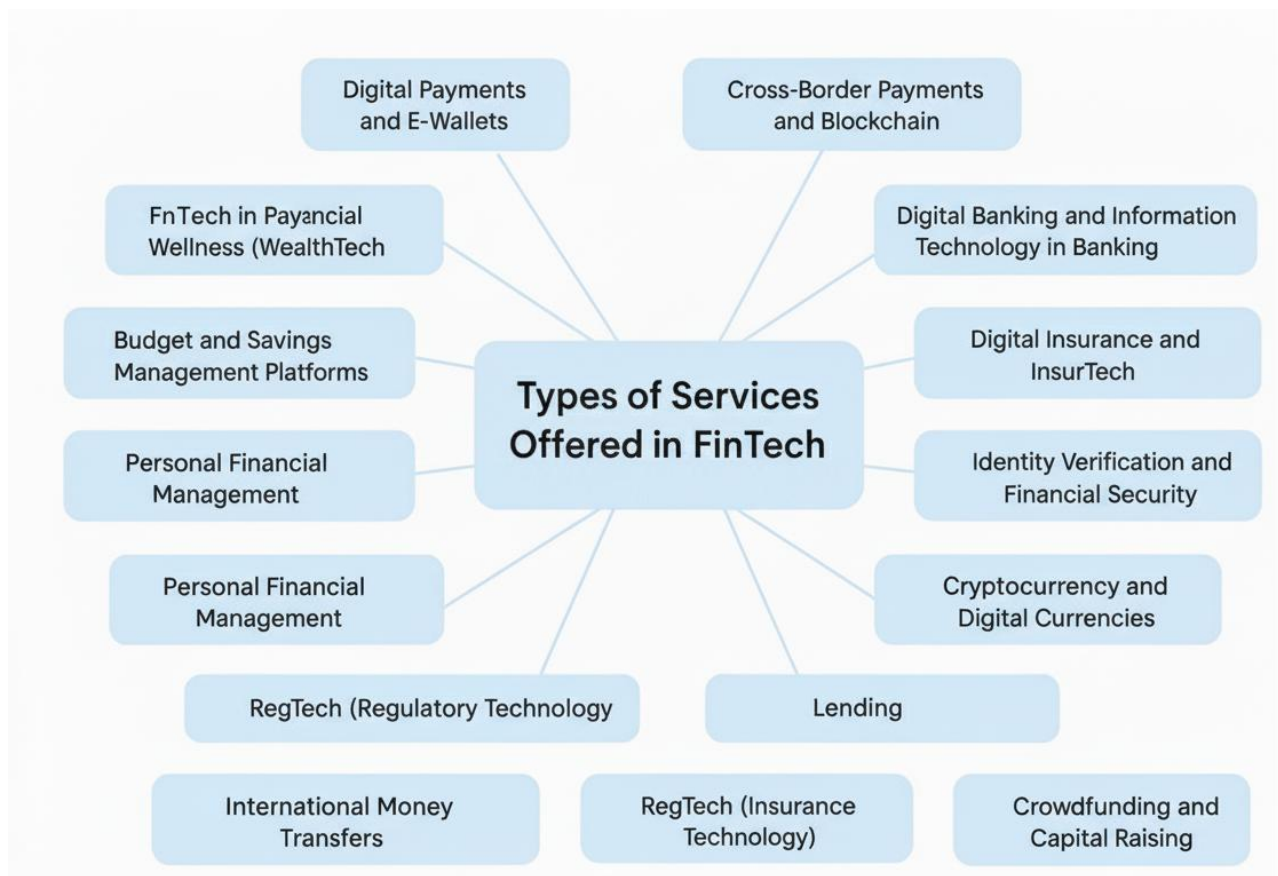 Digital Payments
and E-Wallets
Cross-Border Payments
and Blockchain
FnTech in Payancial
Wellness (WealthTech
Digital Banking and Information
Technology in Banking
Budget and Savings
Management Platforms
Digital Insurance and
InsurTech
Types of Services
Offered in FinTech
Personal Financial
Management
Identity Verification and
Financial Security
Personal Financial
Management
Cryptocurrency and
Digital Currencies
RegTech (Regulatory Technology
Lending
International Money
Transfers
RegTech (Insurance
Technology)
Crowdfunding and
Capital Raising